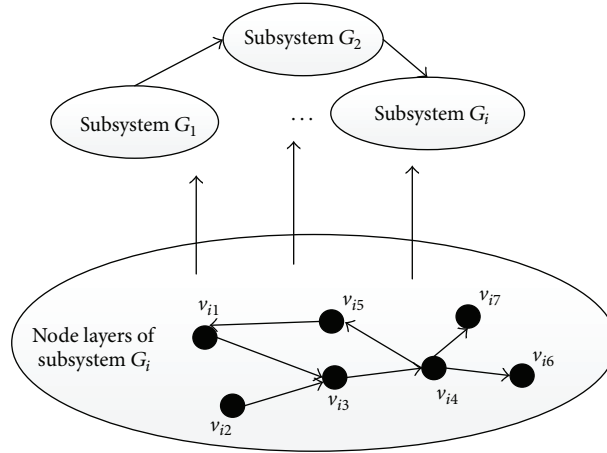 Subsystem G₂
Subsystem G₁
...
Subsystem Gᵢ
vᵢ₁
vᵢ₅
vᵢ₇
Node layers of
subsystem Gᵢ
vᵢ₆
vᵢ₃
vᵢ₄
vᵢ₂